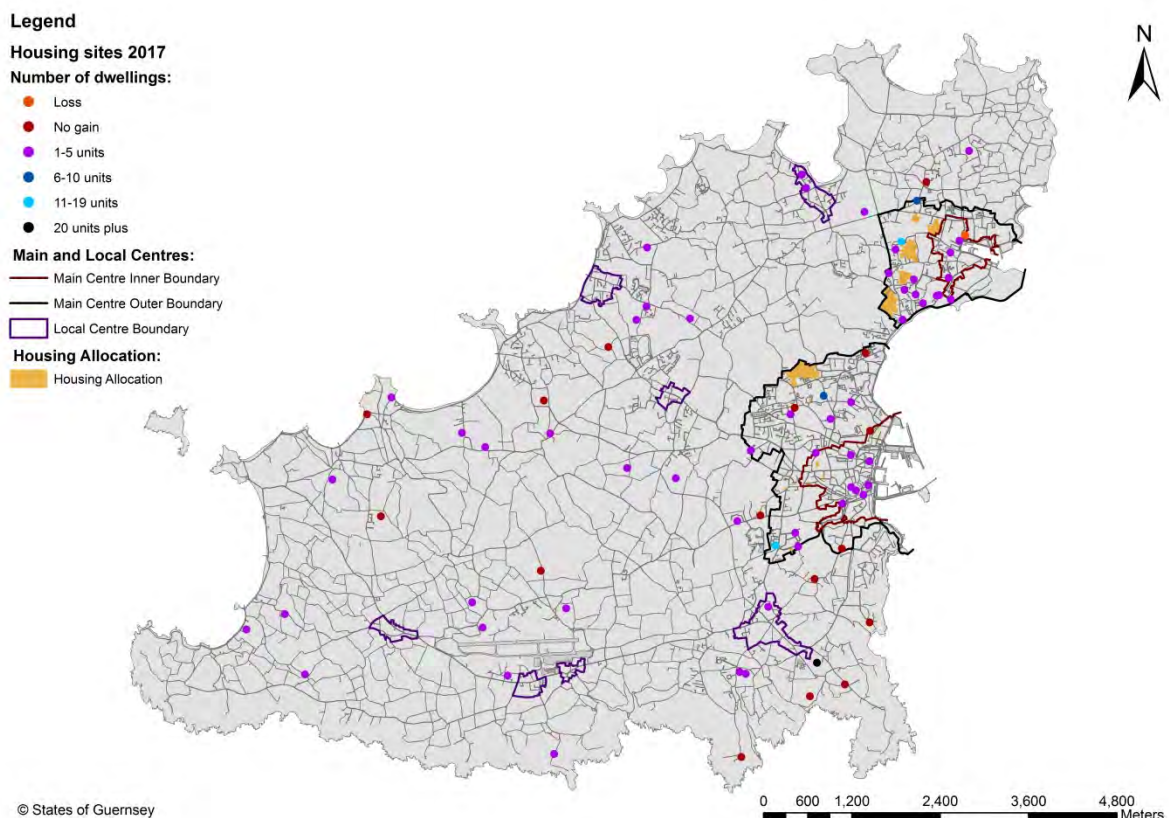 Legend
Housing sites 2017
Number of dwellings:
Loss
No gain
1-5 units
6-10 units
11-19 units
20 units plus
Main and Local Centres:
Main Centre Inner Boundary
Main Centre Outer Boundary
Local Centre Boundary
Housing Allocation:
Housing Allocation
N
© States of Guernsey
0 600 1,200 2,400 3,600 4,800
Meters